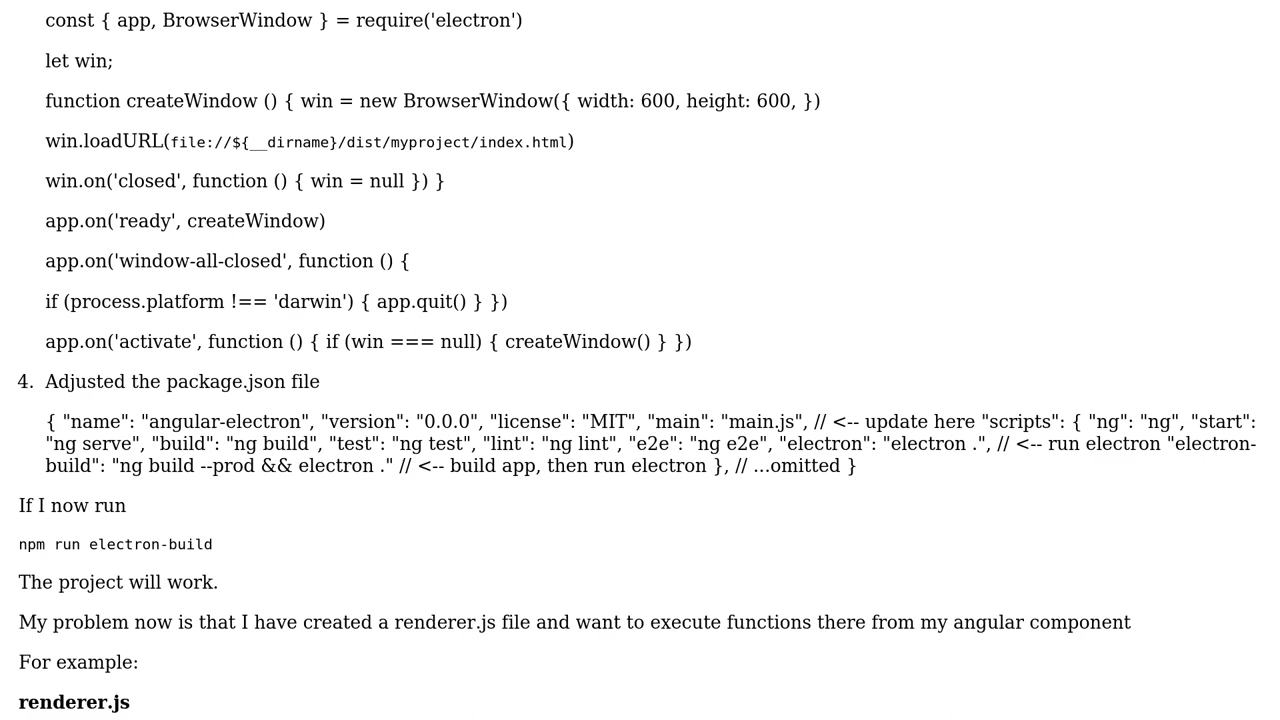 const { app, BrowserWindow } = require('electron')
let win;
function createWindow () { win = new BrowserWindow({ width: 600, height: 600, })
win.loadURL(file://${__dirname}/dist/myproject/index.html)
win.on('closed', function () { win = null }) }
app.on('ready', createWindow)
app.on('window-all-closed', function () {
if (process.platform !== 'darwin') { app.quit() } })
app.on('activate', function () { if (win === null) { createWindow() } })
4. Adjusted the package.json file
{ "name": "angular-electron", "version": "0.0.0", "license": "MIT", "main": "main.js", // <-- update here "scripts": { "ng": "ng", "start":
"ng serve", "build": "ng build", "test": "ng test", "lint": "ng lint", "e2e": "ng e2e", "electron": "electron .", // <-- run electron "electron-
build": "ng build --prod && electron ." // <-- build app, then run electron }, // ...omitted }
If I now run
npm run electron-build
The project will work.
My problem now is that I have created a renderer.js file and want to execute functions there from my angular component
For example:
renderer.js